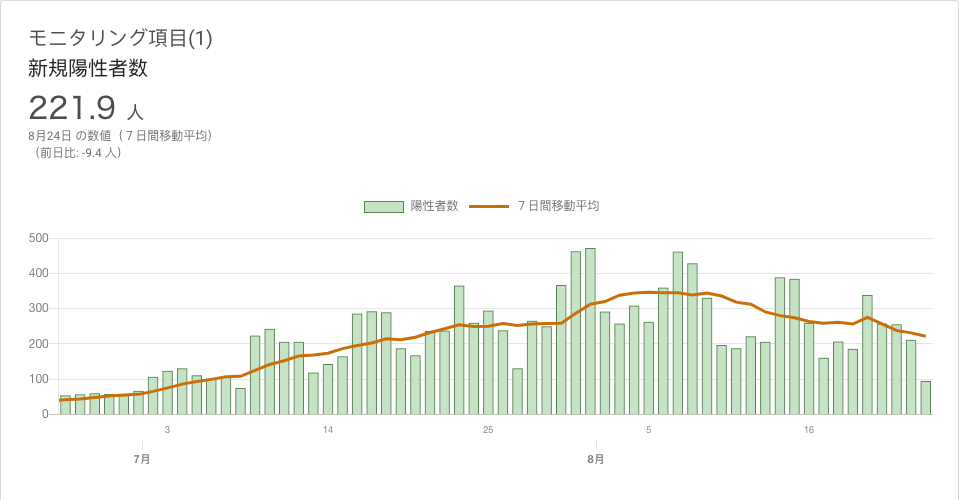 モニタリング項目(1)
新規陽性者数
221.9 人
8月24日 の数値（７日間移動平均）
（前日比: -9.4 人）
陽性者数 ７日間移動平均
500
400
300
200
100
0
3 14 25 5 16
7月 8月